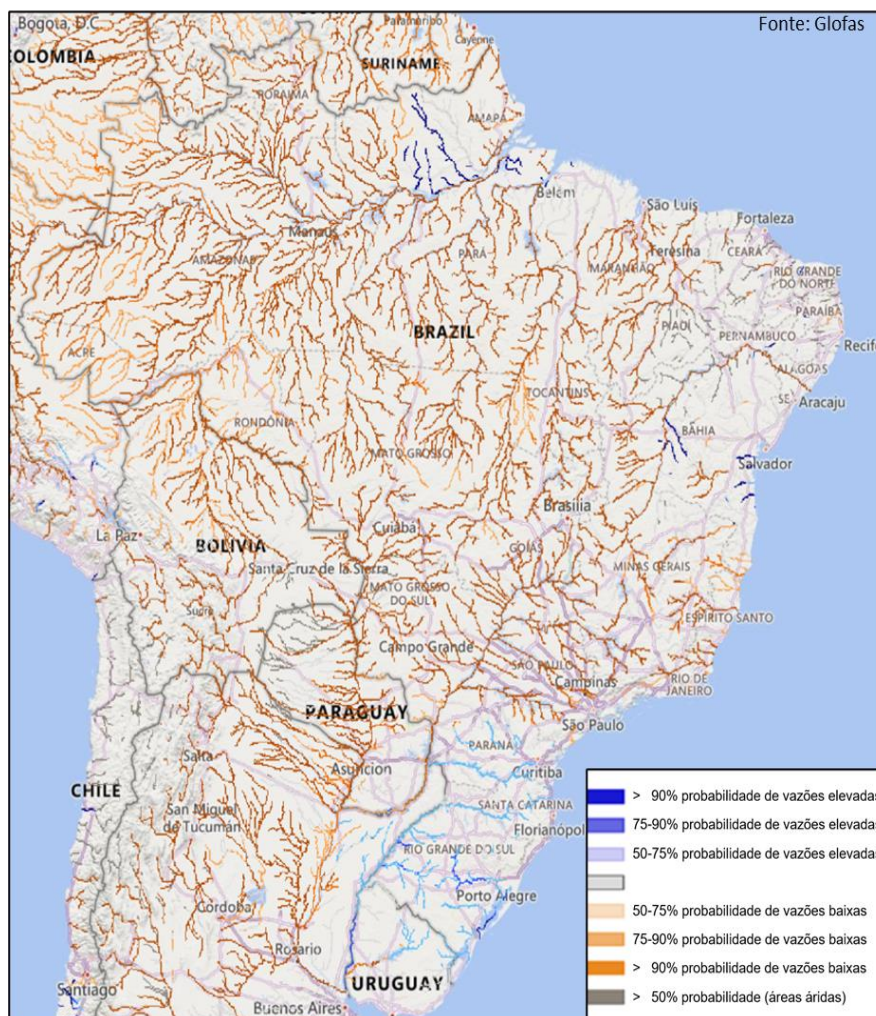 Bogota, D.C
Paramaribo
Fonte: Glofas
Cayenne
COLOMBIA
SURINAME
RORAIMA
AMAPÁ
Belém
São Luís
Manaus
Fortaleza
AMAZONAS
PARÁ
Teresina
CEARÁ
MARANHÃO
RIO GRANDE
DO NORTE
PARAÍBA
PIAUÍ
BRAZIL
PERNAMBUCO
Recife
ACRE
ALAGOAS
TOCANTINS
SE
Aracaju
RONDÔNIA
BAHIA
MATO GROSSO
Salvador
Brasília
La Paz
Cuiabá
BOLIVIA
GOIÁS
Santa Cruz de la Sierra
MINAS GERAIS
MATO GROSSO
DO SUL
Sucre
ESPÍRITO SANTO
Campo Grande
SÃO PAULO
Campinas
RIO DE
JANEIRO
PARAGUAY
São Paulo
PARANÁ
Salta
Asuncion
Curitiba
CHILE
San Miguel
de Tucumán
SANTA CATARINA
Florianópol
RIO GRANDE DO SUL
Porto Alegre
Córdoba
Rosario
Santiago
URUGUAY
Buenos Aires
> 90% probabilidade de vazões elevadas
75-90% probabilidade de vazões elevadas
50-75% probabilidade de vazões elevadas
50-75% probabilidade de vazões baixas
75-90% probabilidade de vazões baixas
> 90% probabilidade de vazões baixas
> 50% probabilidade (áreas áridas)